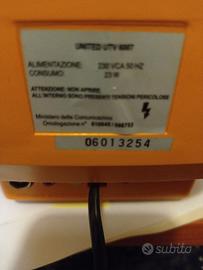 UNITED UTV 6007
ALIMENTAZIONE: 230 VCA 50 HZ
CONSUMO: 23 W
ATTENZIONE: NON APRIRE
ALL'INTERNO SONO PRESENTI TENSIONI PERICOLOSE
Ministero delle Comunicazioni
Omologazione n°
06013254
subito